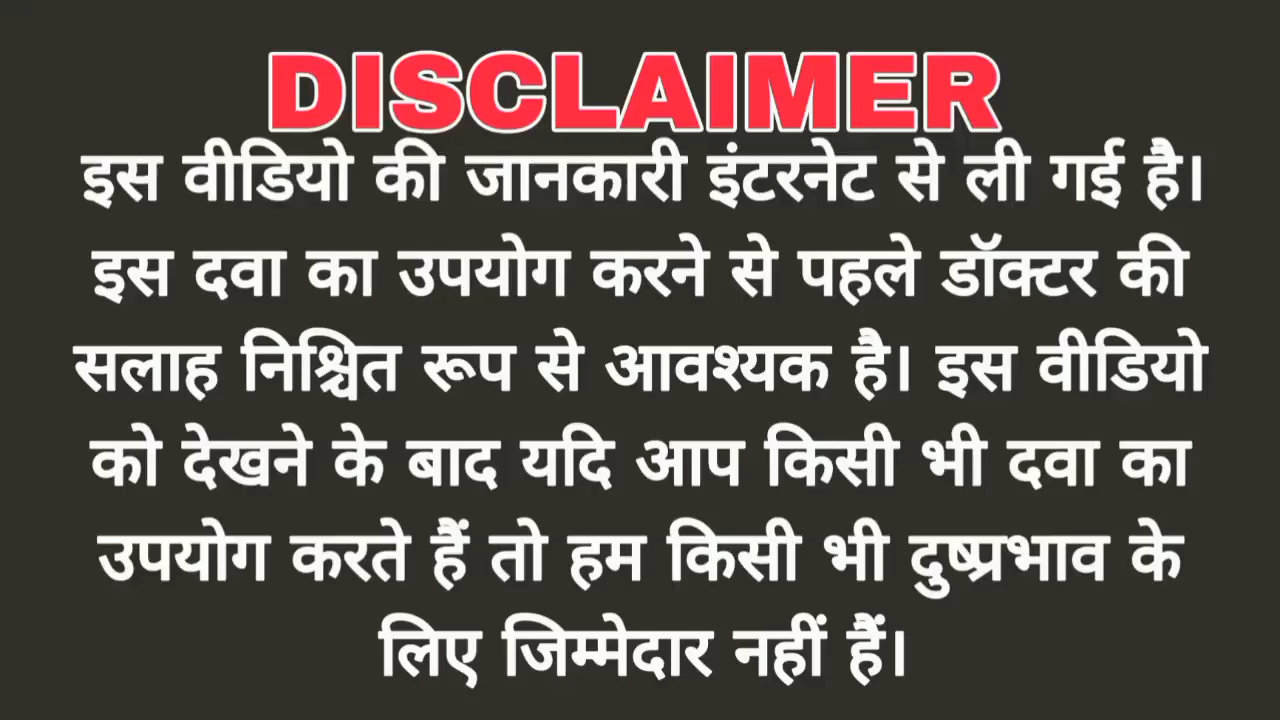 DISCLAIMER
इस वीडियो की जानकारी इंटरनेट से ली गई है।
इस दवा का उपयोग करने से पहले डॉक्टर की
सलाह निश्चित रूप से आवश्यक है। इस वीडियो
को देखने के बाद यदि आप किसी भी दवा का
उपयोग करते हैं तो हम किसी भी दुष्प्रभाव के
लिए जिम्मेदार नहीं हैं।